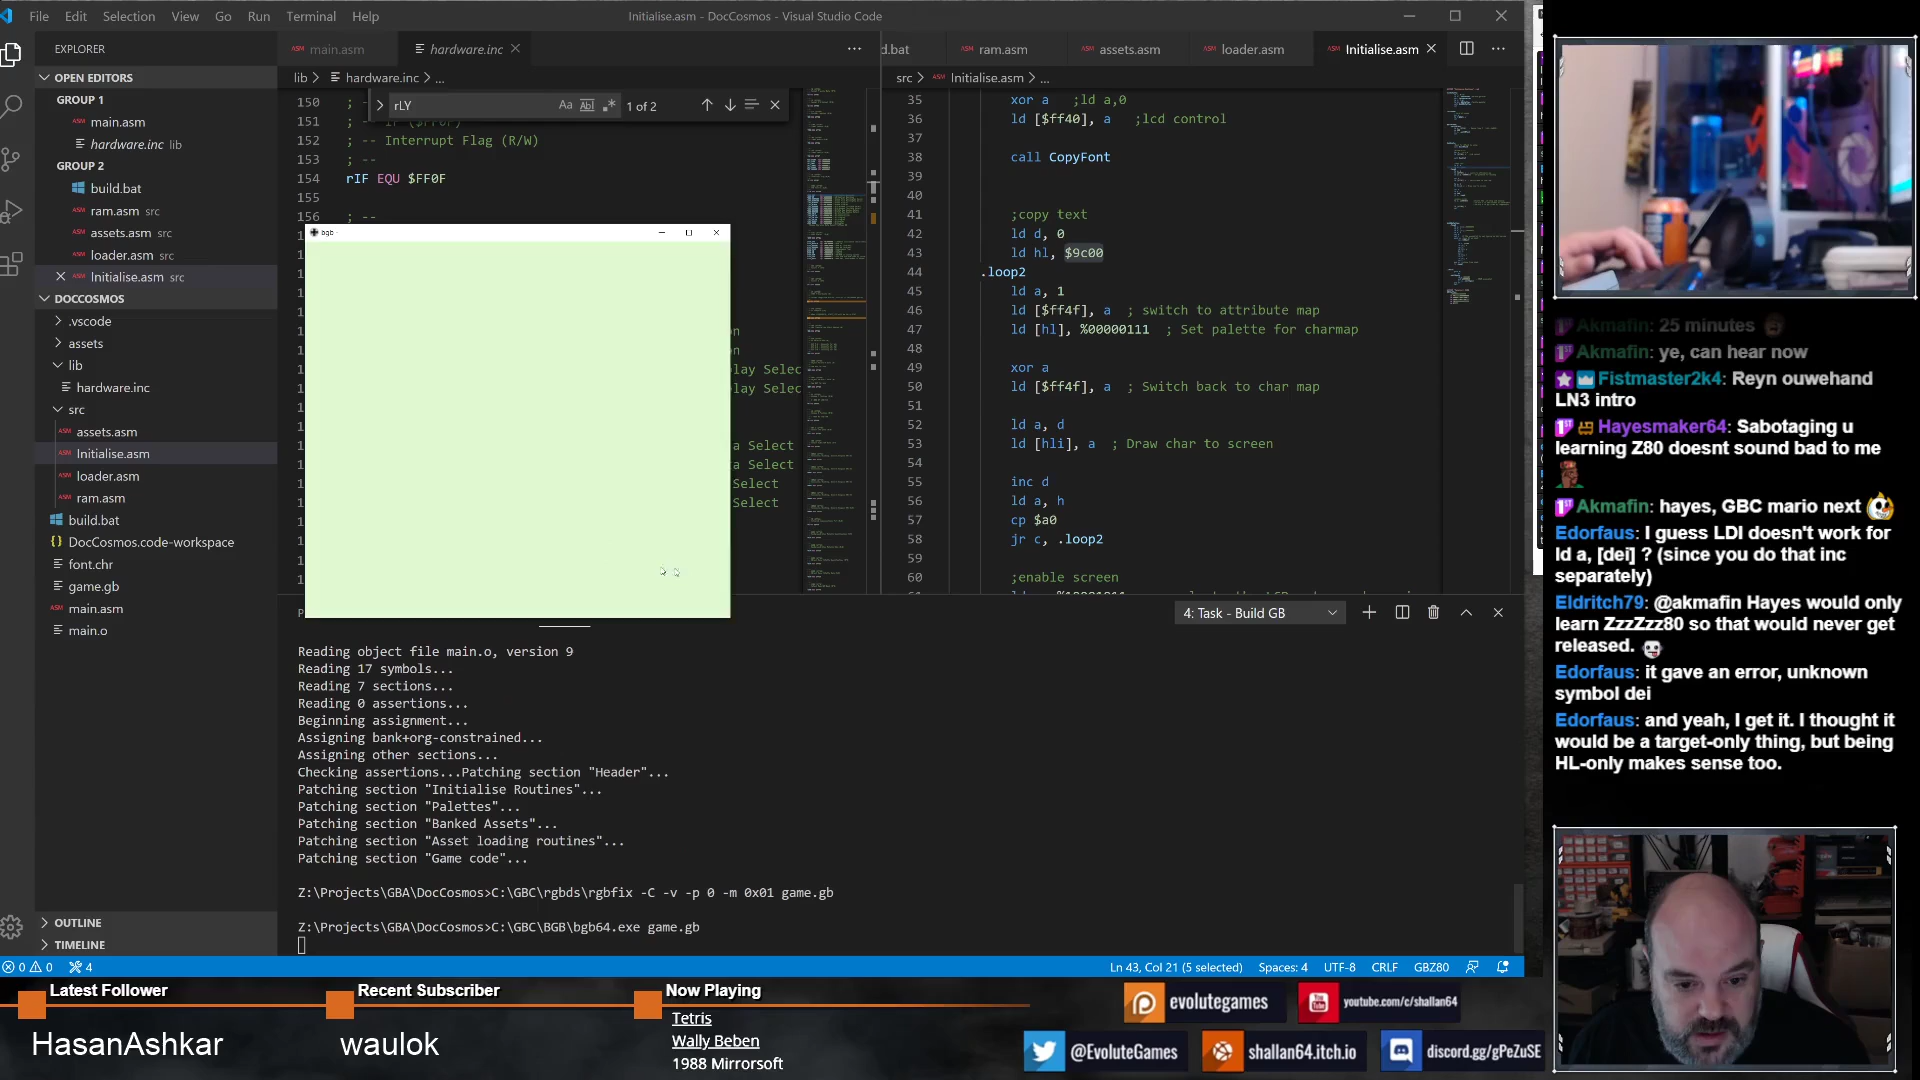 File Edit Selection View Go Run Terminal Help
Initialise.asm - DocCosmos - Visual Studio Code
EXPLORER
OPEN EDITORS
GROUP 1
main.asm
hardware.inc lib
GROUP 2
build.bat
ram.asm src
assets.asm src
loader.asm src
Initialise.asm src
DOCCOSMOS
.vscode
assets
lib
hardware.inc
src
assets.asm
Initialise.asm
loader.asm
ram.asm
build.bat
DocCosmos.code-workspace
font.chr
game.gb
main.asm
main.o
OUTLINE
TIMELINE
main.asm
hardware.inc
lib > hardware.inc > ...
rLY
Aa
Abl
1 of 2
150 ; -
151 ; -- IF ($FF0F)
152 ; -- Interrupt Flag (R/W)
153 ; --
154 rIF EQU $FF0F
155
156 ; --
bgb -
on
on
play Selec
play Selec
a Select
a Select
Select
Select
d.bat
ram.asm
assets.asm
loader.asm
Initialise.asm
src > Initialise.asm > ...
35 xor a ;ld a,0
36 ld [$ff40], a ;lcd control
37
38 call CopyFont
39
40
41 ;copy text
42 ld d, 0
43 ld hl, $9c00
44 .loop2
45 ld a, 1
46 ld [$ff4f], a ; switch to attribute map
47 ld [hl], %00000111 ; Set palette for charmap
48
49 xor a
50 ld [$ff4f], a ; Switch back to char map
51
52 ld a, d
53 ld [hli], a ; Draw char to screen
54
55 inc d
56 ld a, h
57 cp $a0
58 jr c, .loop2
59
60 ;enable screen
4: Task - Build GB
Reading object file main.o, version 9
Reading 17 symbols...
Reading 7 sections...
Reading 0 assertions...
Beginning assignment...
Assigning bank+org-constrained...
Assigning other sections...
Checking assertions...Patching section "Header"...
Patching section "Initialise Routines"...
Patching section "Palettes"...
Patching section "Banked Assets"...
Patching section "Asset loading routines"...
Patching section "Game code"...
Z:\Projects\GBA\DocCosmos>C:\GBC\rgbds\rgbfix -C -v -p 0 -m 0x01 game.gb
Z:\Projects\GBA\DocCosmos>C:\GBC\BGB\bgb64.exe game.gb
0 0 4
Ln 43, Col 21 (5 selected) Spaces: 4 UTF-8 CRLF GBZ80
Akmafin: 25 minutes
Akmafin: ye, can hear now
Fistmaster2k4: Reyn ouwehand
LN3 intro
Hayesmaker64: Sabotaging u
learning Z80 doesnt sound bad to me
Akmafin: hayes, GBC mario next
Edorfaus: I guess LDI doesn't work for
ld a, [dei] ? (since you do that inc
separately)
Eldritch79: @akmafin Hayes would only
learn ZzzZzz80 so that would never get
released.
Edorfaus: it gave an error, unknown
symbol dei
Edorfaus: and yeah, I get it. I thought it
would be a target-only thing, but being
HL-only makes sense too.
Latest Follower
HasanAshkar
Recent Subscriber
waulok
Now Playing
Tetris
Wally Beben
1988 Mirrorsoft
evolutegames
youtube.com/c/shallan64
@EvoluteGames
shallan64.itch.io
discord.gg/gPeZuSE